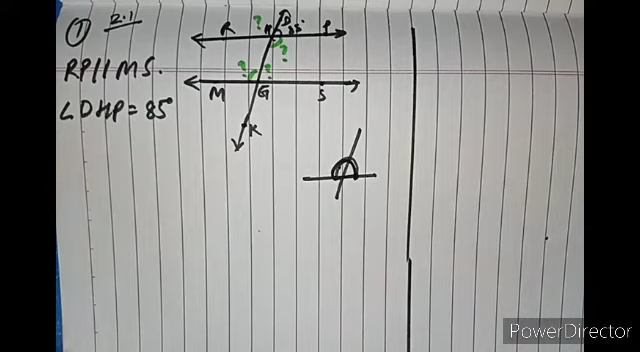 ① 2.1
RP // MS.
∠DHP = 85°
? D
R H 85° P
?
? ?
M G S
K
PowerDirector